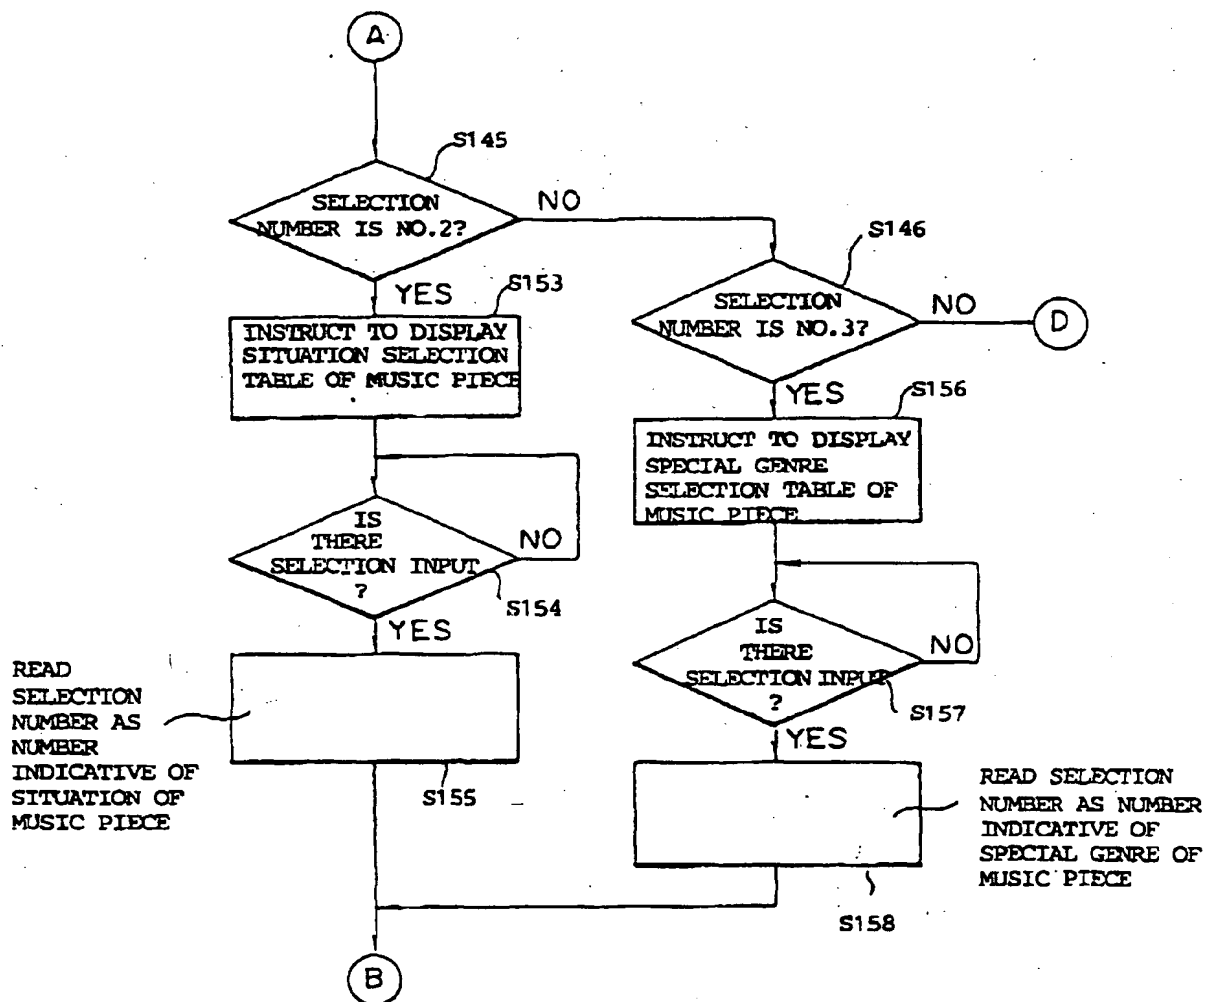 A
S145
SELECTION
NUMBER IS NO.2?
NO
S146
YES
S153
SELECTION
NUMBER IS NO.3?
NO
D
INSTRUCT TO DISPLAY
SITUATION SELECTION
TABLE OF MUSIC PIECE
YES
S156
INSTRUCT TO DISPLAY
SPECIAL GENRE
SELECTION TABLE OF
MUSIC PIECE
IS
THERE
SELECTION INPUT
?
NO
S154
YES
IS
THERE
SELECTION INPUT
?
NO
S157
YES
READ
SELECTION
NUMBER AS
NUMBER
INDICATIVE OF
SITUATION OF
MUSIC PIECE
S155
READ SELECTION
NUMBER AS NUMBER
INDICATIVE OF
SPECIAL GENRE OF
MUSIC PIECE
S158
B